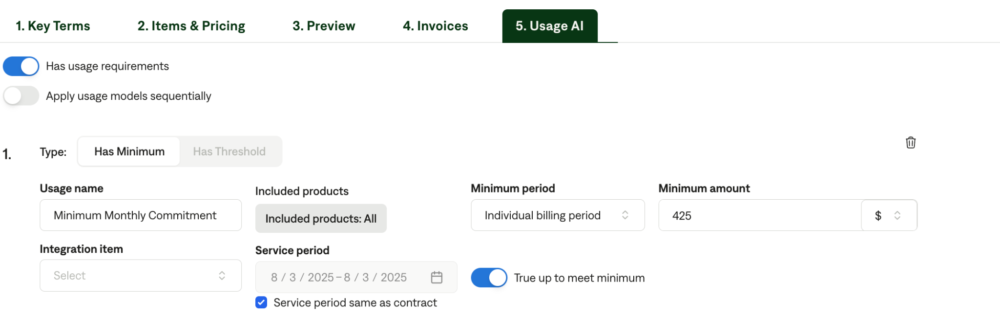 1. Key Terms 2. Items & Pricing 3. Preview 4. Invoices 5. Usage AI
Has usage requirements
Apply usage models sequentially
1. Type: Has Minimum Has Threshold
Usage name Included products Minimum period Minimum amount
Minimum Monthly Commitment Included products: All Individual billing period 425 $
Integration item Service period
Select 8 / 3 / 2025 – 8 / 3 / 2025 True up to meet minimum
Service period same as contract